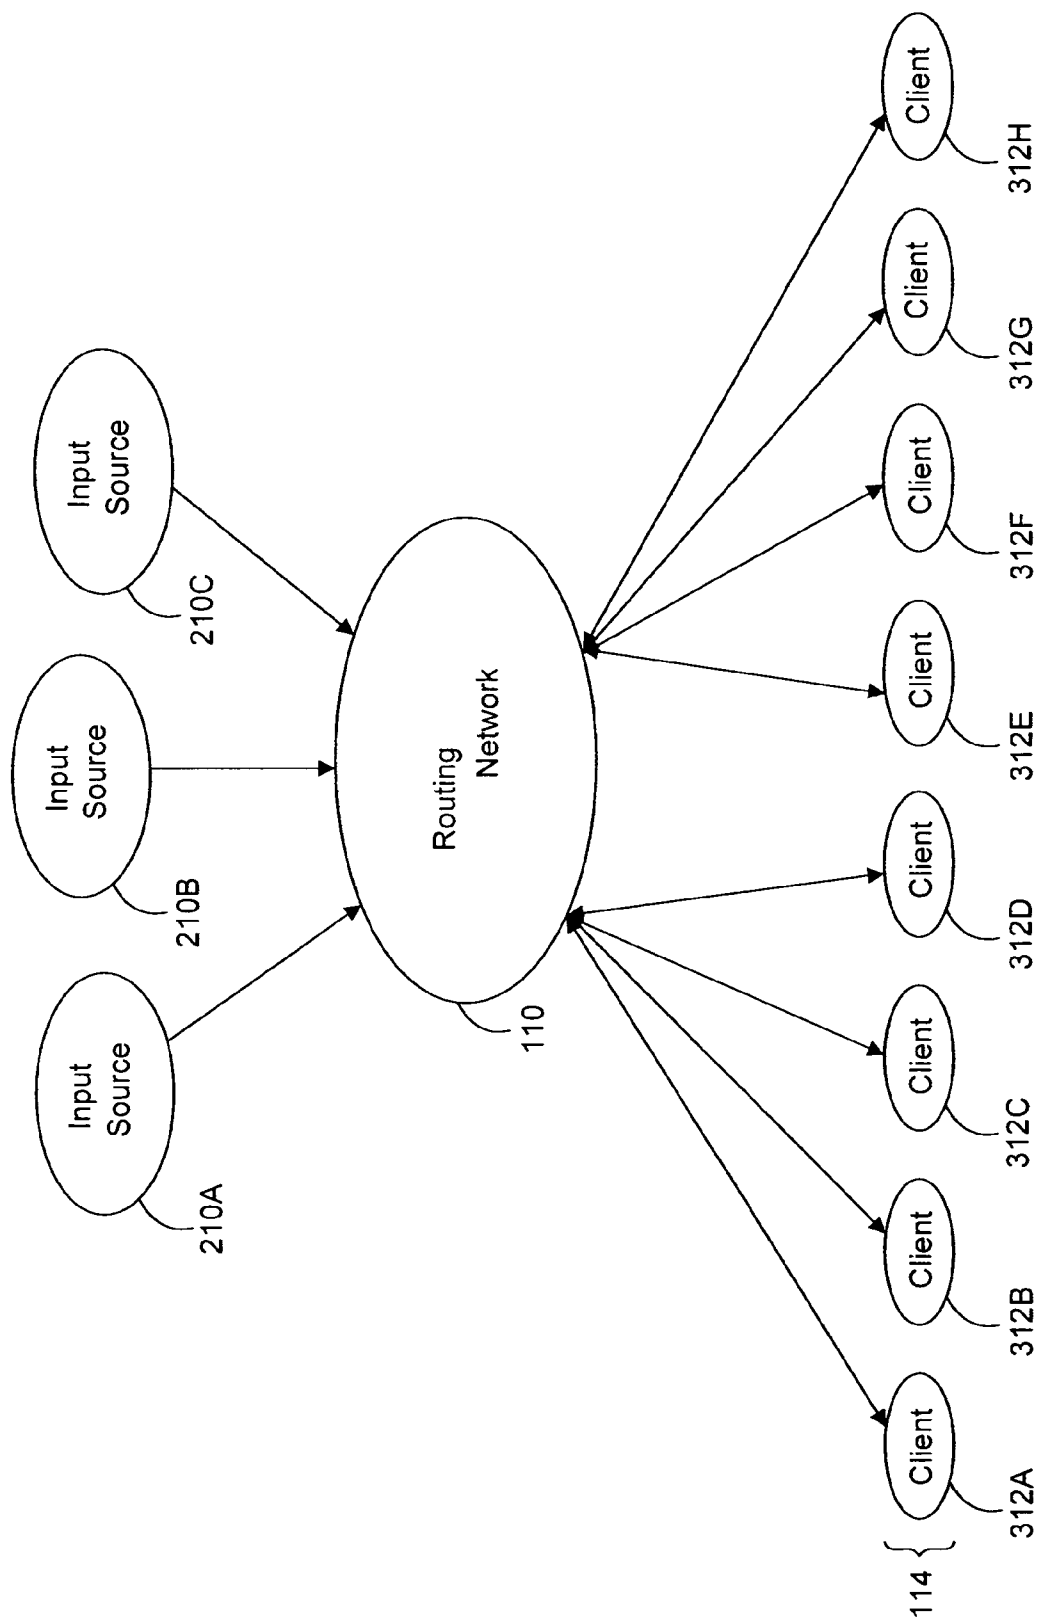 Input
Source
210A
Input
Source
210B
Input
Source
210C
Routing
Network
110
114
Client
312A
Client
312B
Client
312C
Client
312D
Client
312E
Client
312F
Client
312G
Client
312H